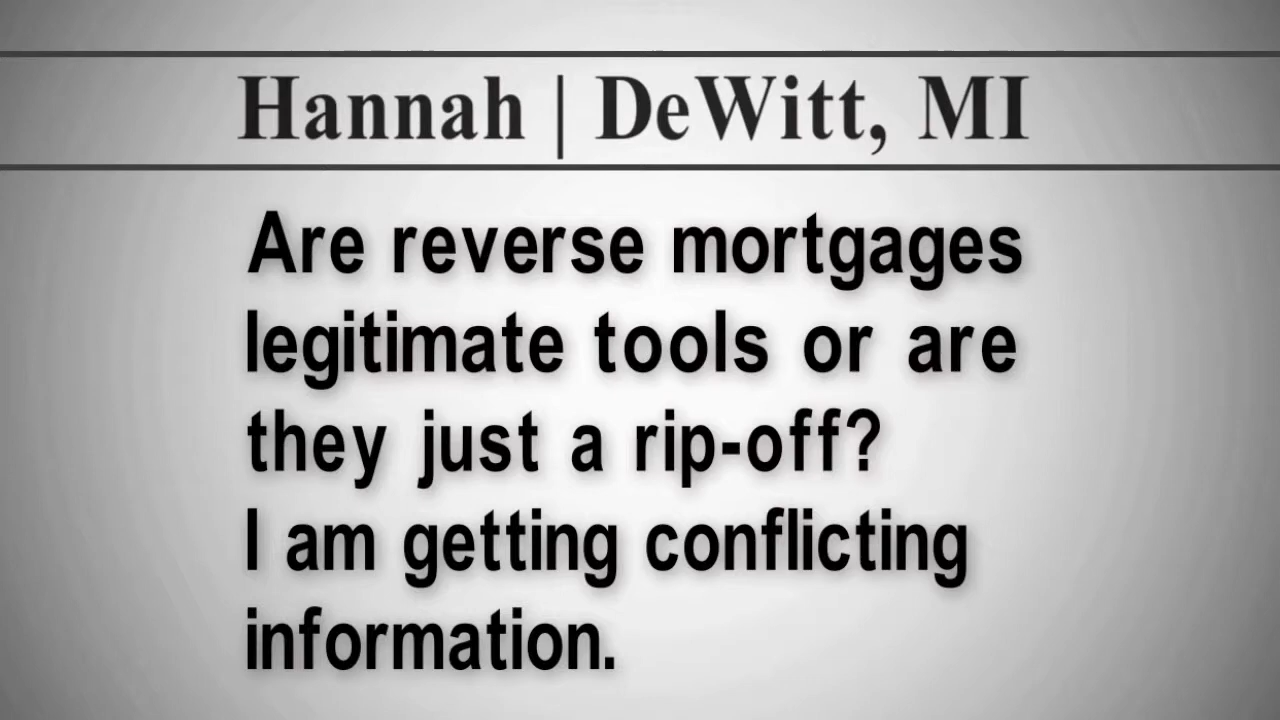 Hannah | DeWitt, MI
Are reverse mortgages
legitimate tools or are
they just a rip-off?
I am getting conflicting
information.